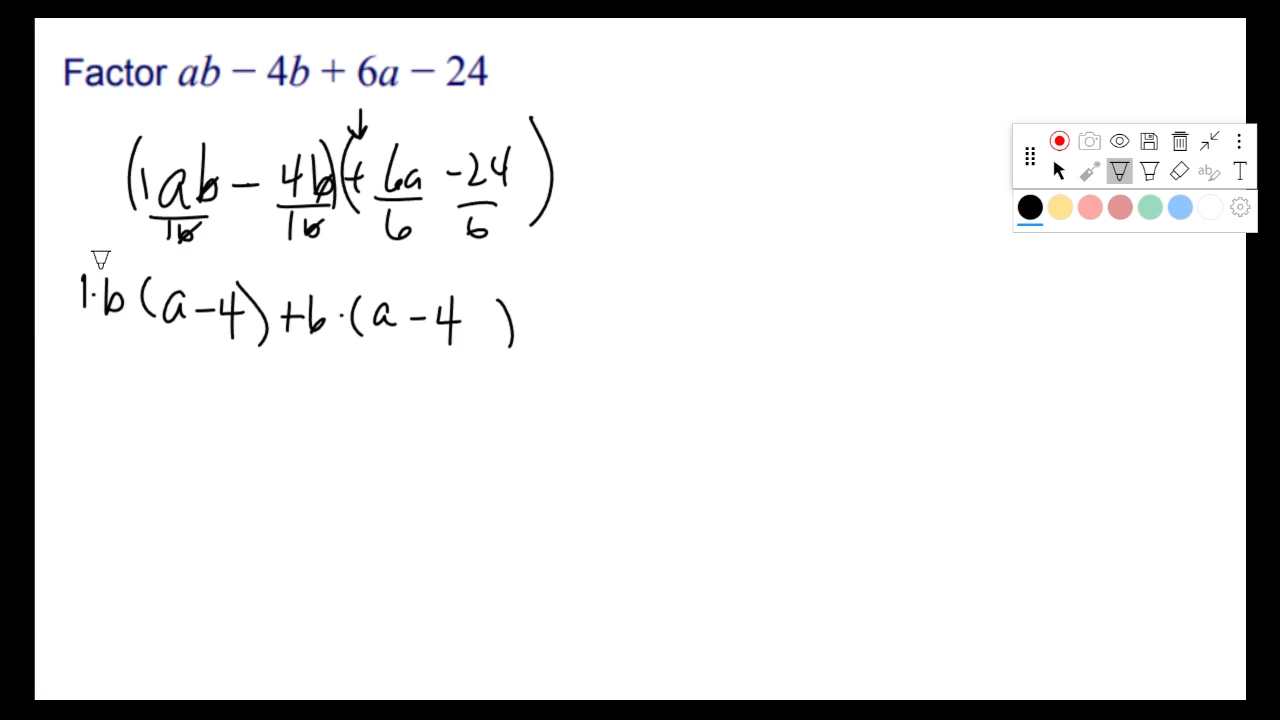 Factor ab − 4b + 6a − 24
(1ab − 4b)(+ 6a - 24)
1b 1b 6 6
1·b(a-4)+6·(a-4 )
T